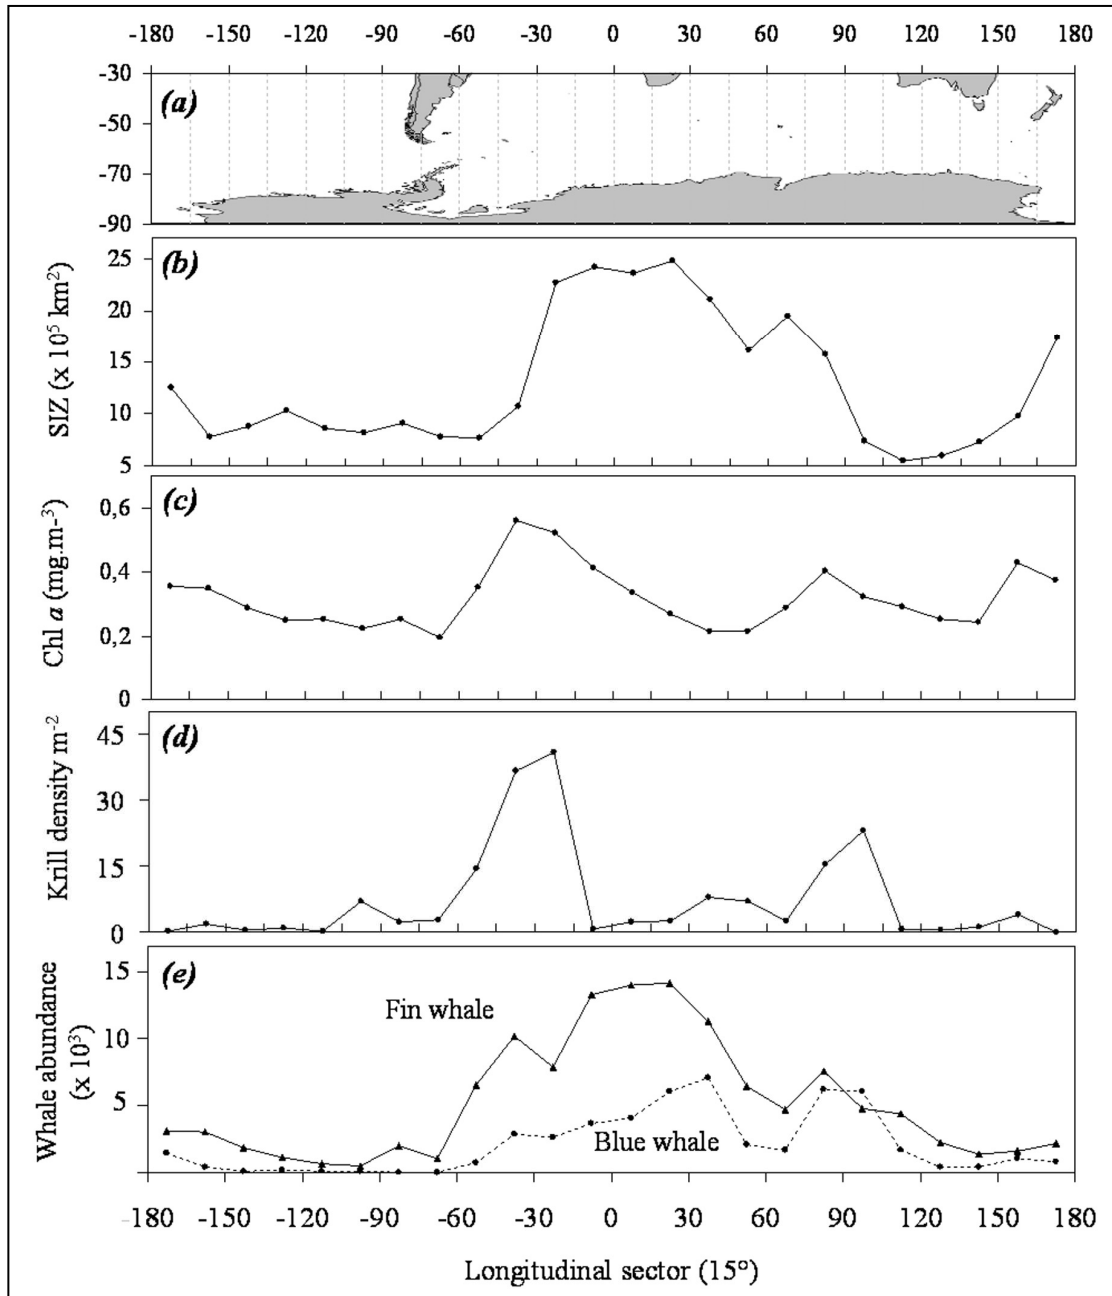 -180 -150 -120 -90 -60 -30 0 30 60 90 120 150 180
-30
(a)
-50
-70
-90
(b)
25
20
15
10
5
SIZ (x 10⁵ km²)
(c)
0,6
0,4
0,2
0
Chl a (mg.m-³)
(d)
45
30
15
0
Krill density m⁻²
(e)
15
10
5
Whale abundance
(x 10³)
Fin whale
Blue whale
-180 -150 -120 -90 -60 -30 0 30 60 90 120 150 180
Longitudinal sector (15°)